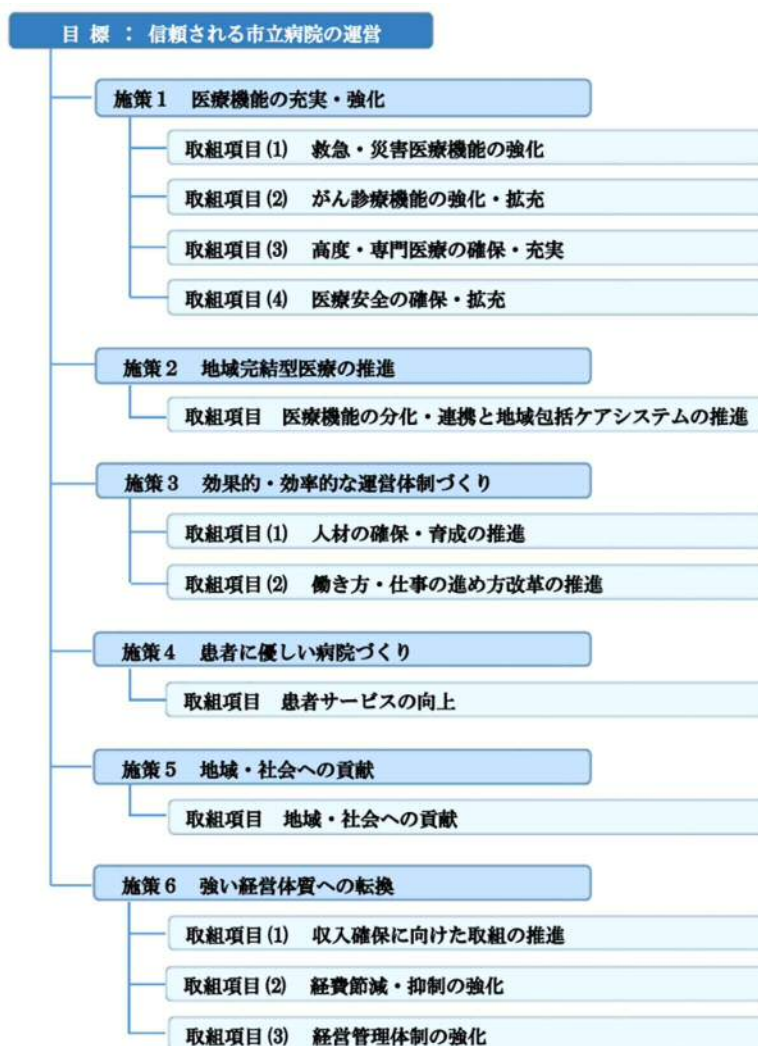 目 標 ： 信頼される市立病院の運営
施策１　医療機能の充実・強化
取組項目(1)　救急・災害医療機能の強化
取組項目(2)　がん診療機能の強化・拡充
取組項目(3)　高度・専門医療の確保・充実
取組項目(4)　医療安全の確保・拡充
施策２　地域完結型医療の推進
取組項目　医療機能の分化・連携と地域包括ケアシステムの推進
施策３　効果的・効率的な運営体制づくり
取組項目(1)　人材の確保・育成の推進
取組項目(2)　働き方・仕事の進め方改革の推進
施策４　患者に優しい病院づくり
取組項目　患者サービスの向上
施策５　地域・社会への貢献
取組項目　地域・社会への貢献
施策６　強い経営体質への転換
取組項目(1)　収入確保に向けた取組の推進
取組項目(2)　経費節減・抑制の強化
取組項目(3)　経営管理体制の強化